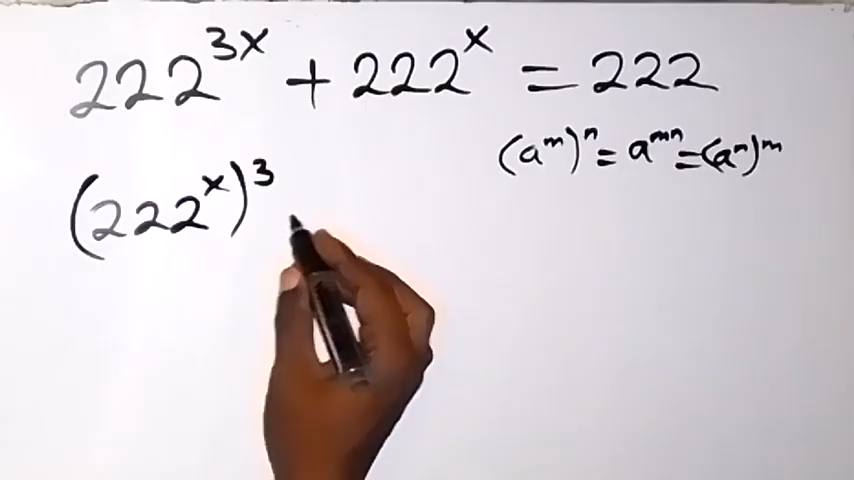 222^{3x} + 222^x = 222
(a^m)^n = a^{mn} = (a^n)^m
(222^x)^3